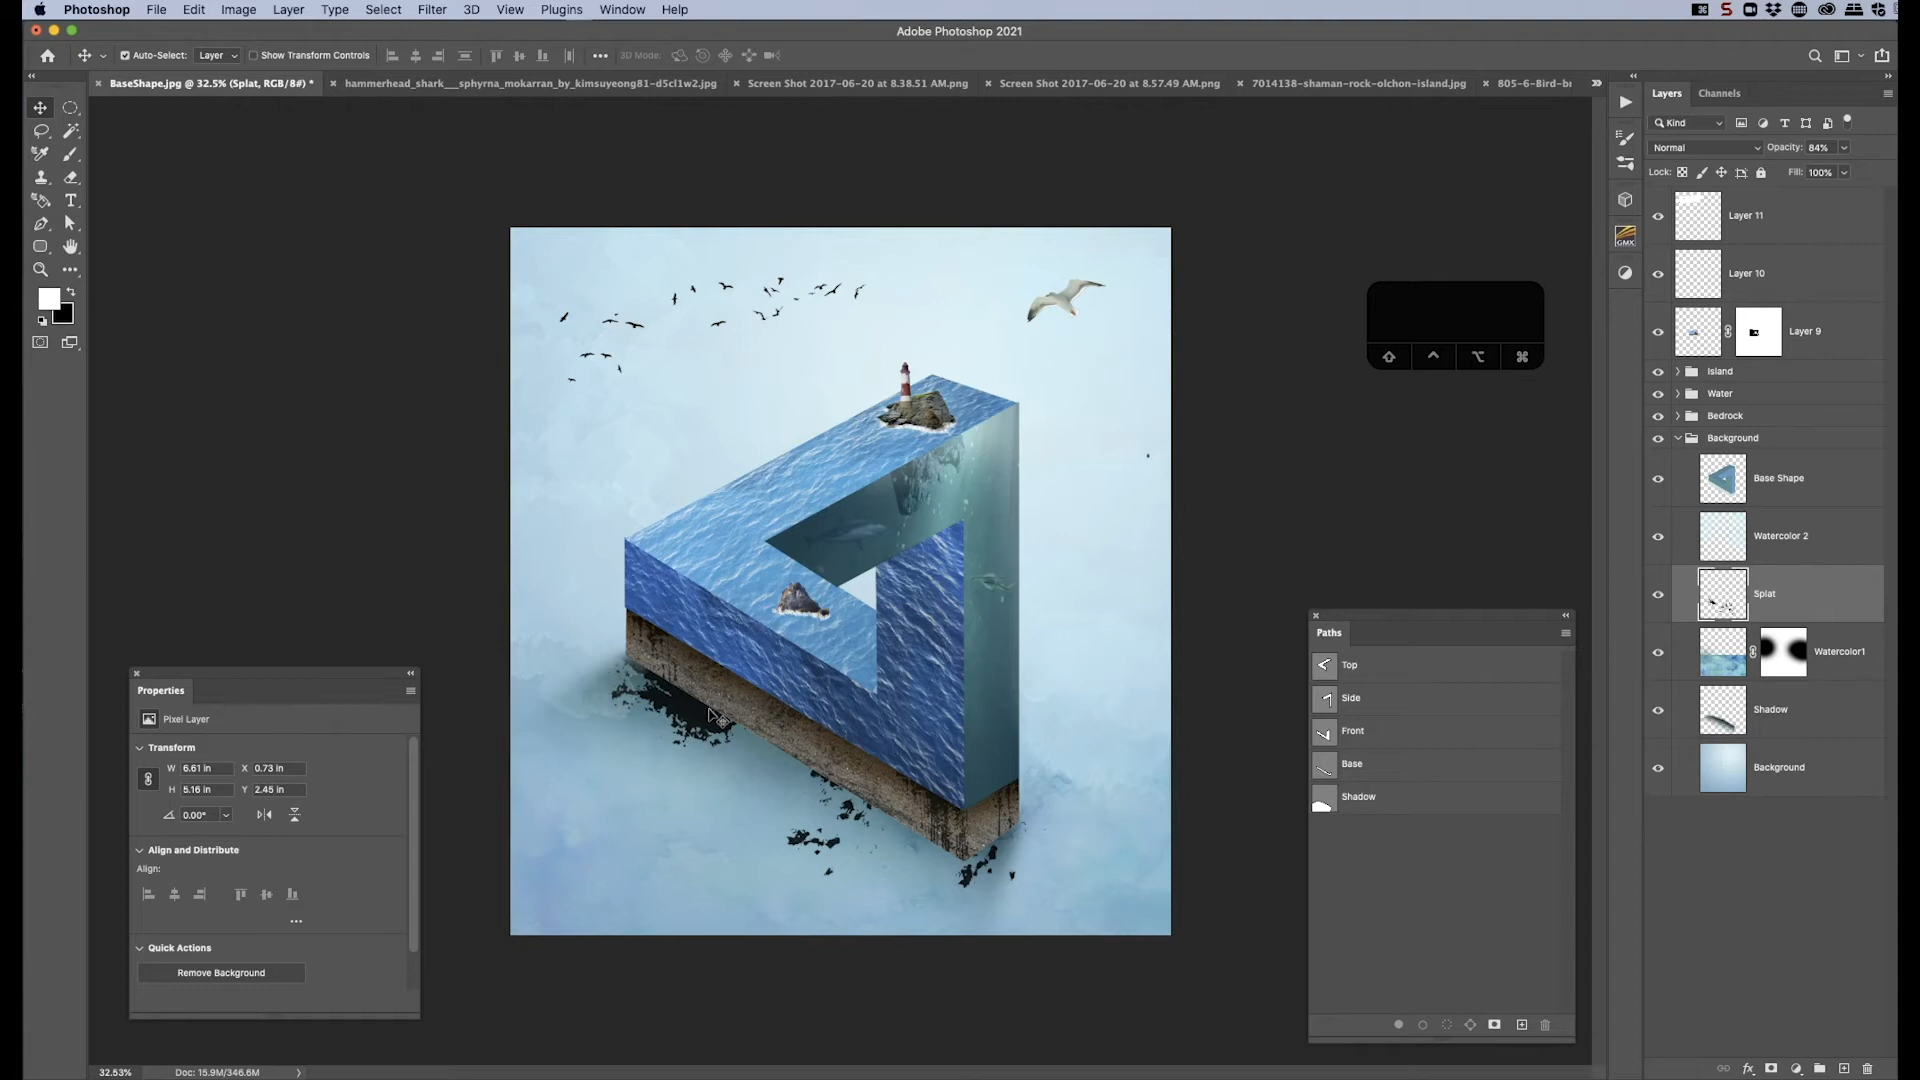 Photoshop File Edit Image Layer Type Select Filter 3D View Plugins Window Help
Adobe Photoshop 2021
Auto-Select: Layer Show Transform Controls 3D Mode:
BaseShape.jpg @ 32.5% (Splat, RGB/8#) * hammerhead_shark__sphyrna_mokarran_by_kimsuyeong81-d5cl1w2.jpg Screen Shot 2017-06-20 at 8.38.51 AM.png Screen Shot 2017-06-20 at 8.57.49 AM.png 7014138-shaman-rock-olchon-island.jpg 805-6-Bird-br
Layers Channels
Kind
Normal Opacity: 84%
Lock: Fill: 100%
Layer 11
GMX
Layer 10
Layer 9
Island
Water
Bedrock
Background
Base Shape
Watercolor 2
Splat
Watercolor1
Shadow
Background
Paths
Top
Side
Front
Base
Shadow
Properties
Pixel Layer
Transform
W 6.61 in X 0.73 in
H 5.16 in Y 2.45 in
0.00°
Align and Distribute
Align:
Quick Actions
Remove Background
32.53% Doc: 15.9M/346.6M